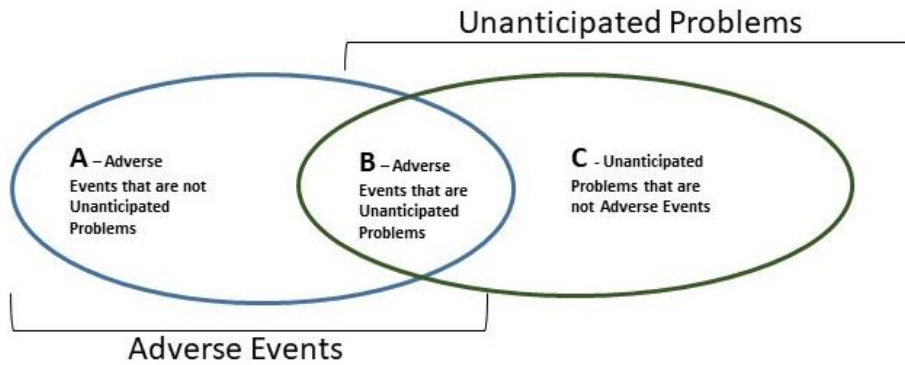 Unanticipated Problems
A – Adverse
Events that are not
Unanticipated
Problems
B – Adverse
Events that are
Unanticipated
Problems
C - Unanticipated
Problems that are
not Adverse Events
Adverse Events